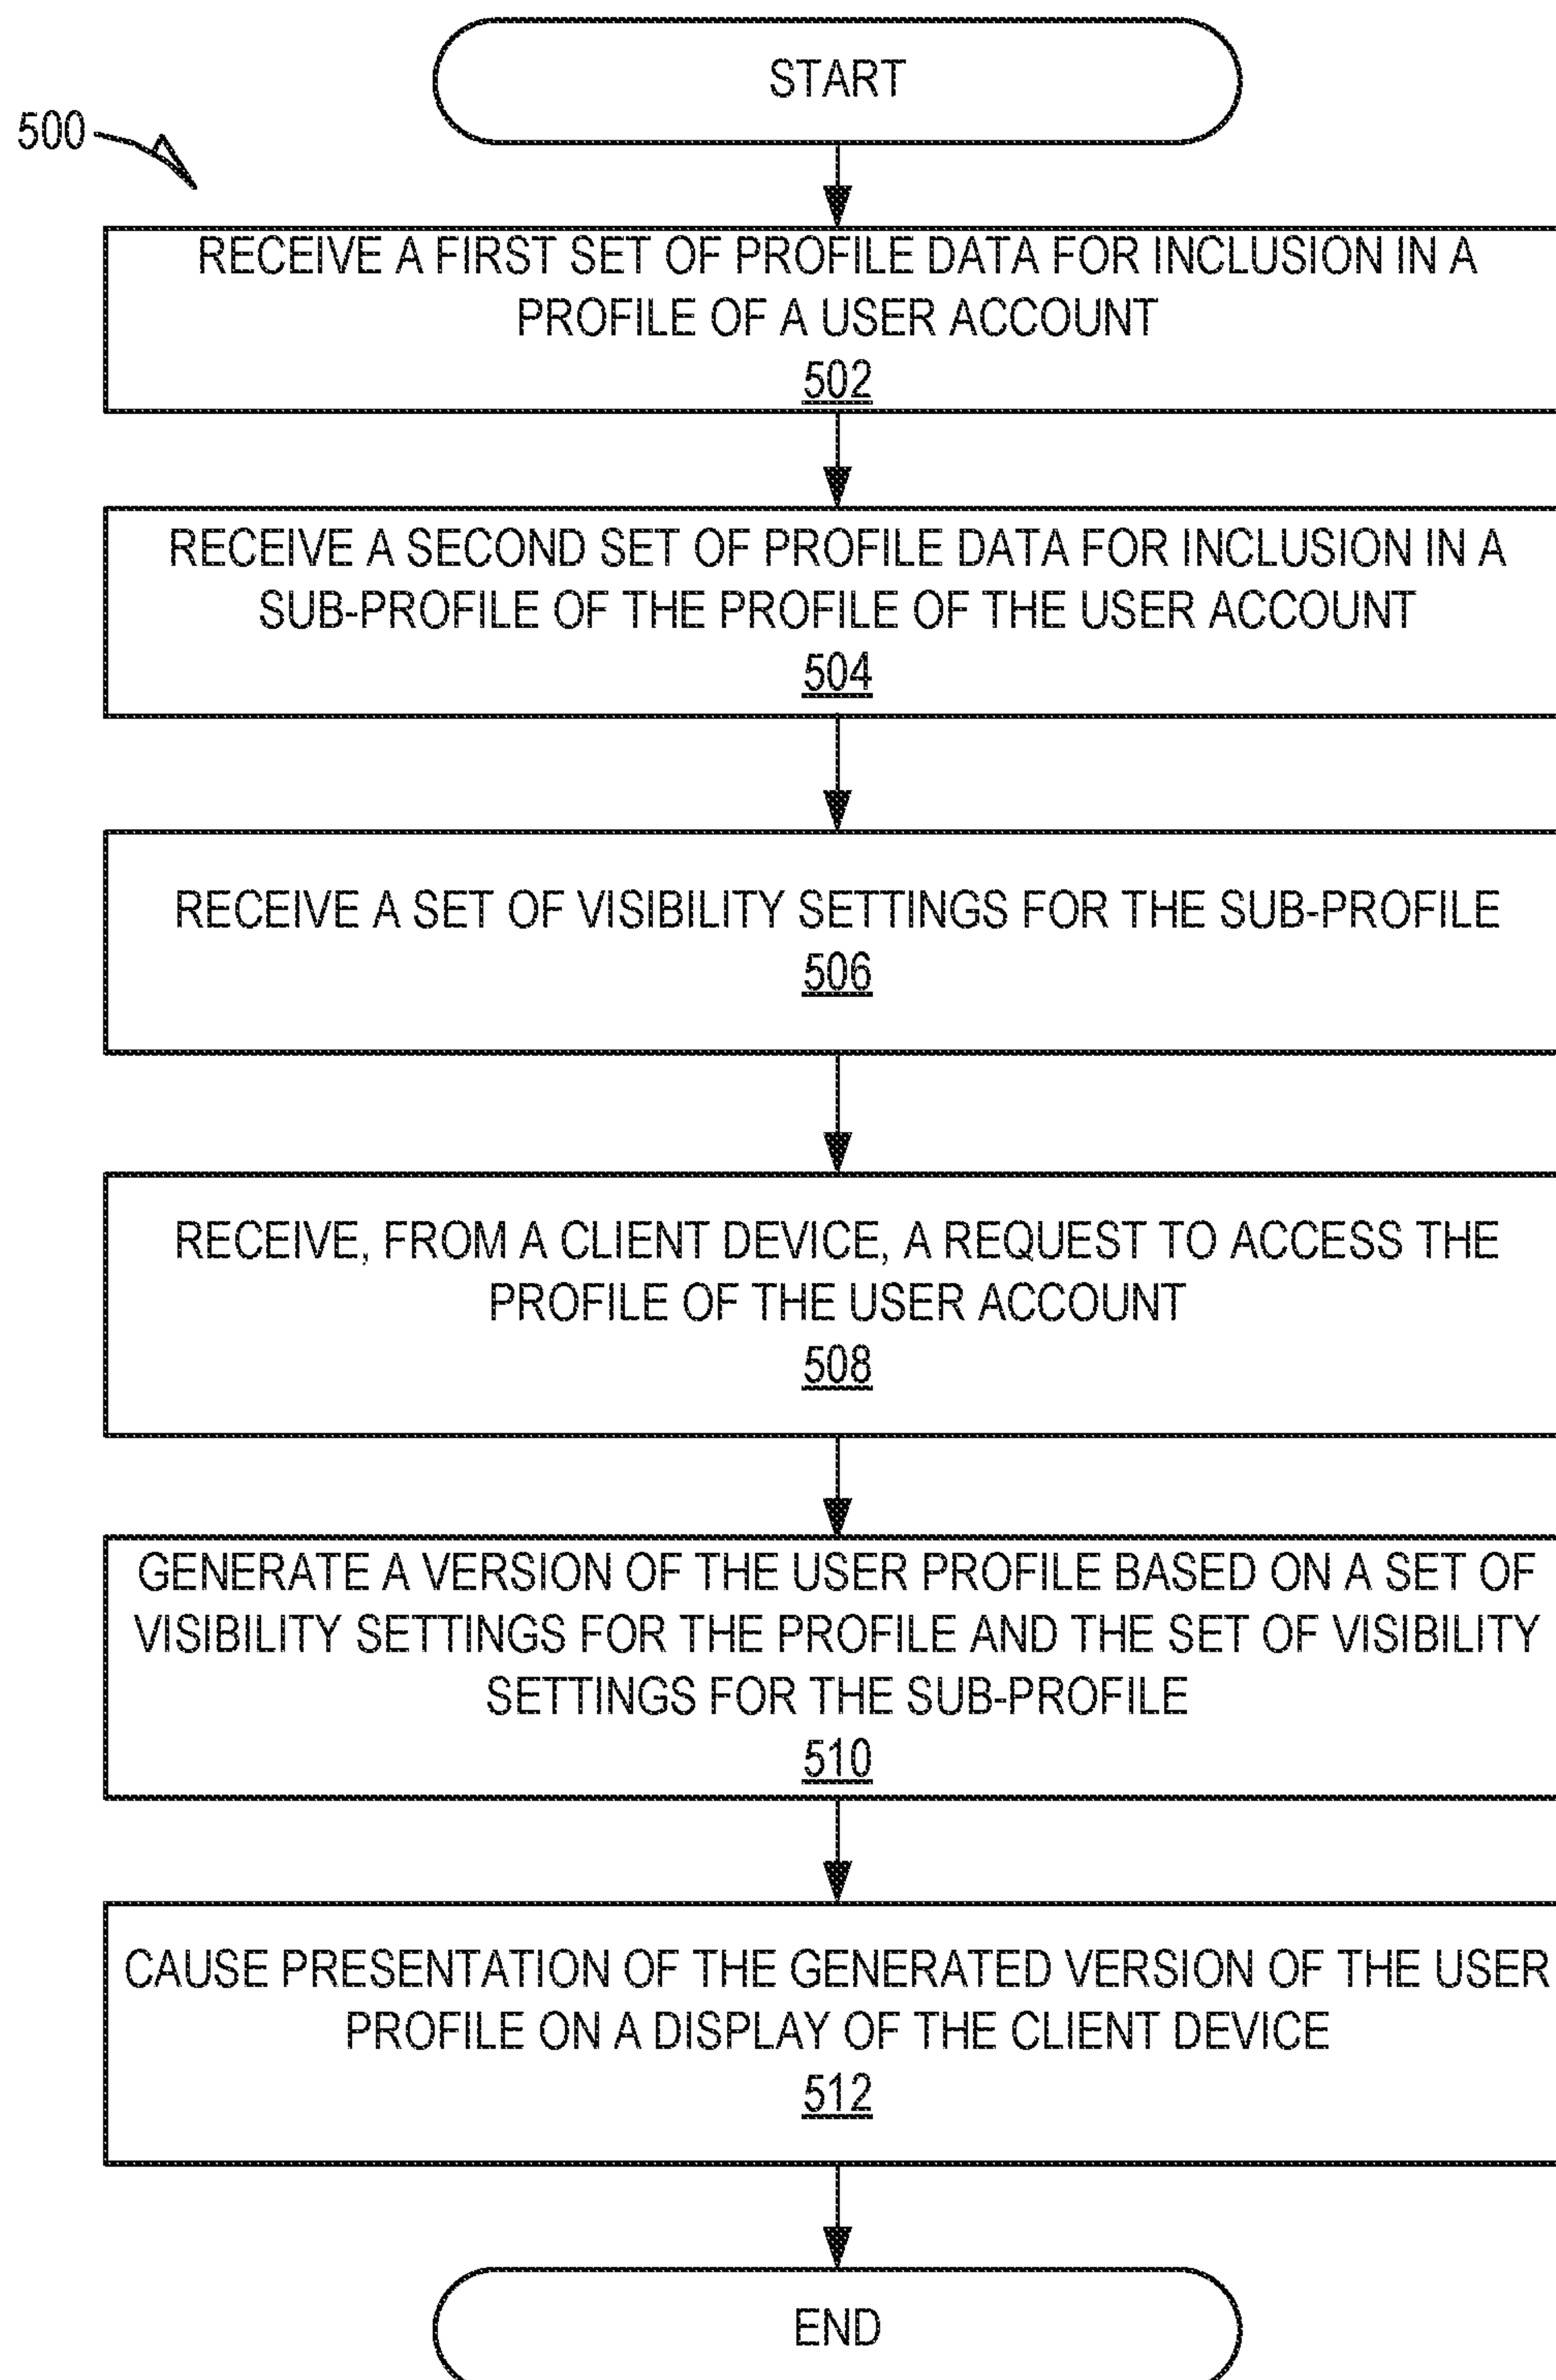 START
500
RECEIVE A FIRST SET OF PROFILE DATA FOR INCLUSION IN A
PROFILE OF A USER ACCOUNT
502
RECEIVE A SECOND SET OF PROFILE DATA FOR INCLUSION IN A
SUB-PROFILE OF THE PROFILE OF THE USER ACCOUNT
504
RECEIVE A SET OF VISIBILITY SETTINGS FOR THE SUB-PROFILE
506
RECEIVE, FROM A CLIENT DEVICE, A REQUEST TO ACCESS THE
PROFILE OF THE USER ACCOUNT
508
GENERATE A VERSION OF THE USER PROFILE BASED ON A SET OF
VISIBILITY SETTINGS FOR THE PROFILE AND THE SET OF VISIBILITY
SETTINGS FOR THE SUB-PROFILE
510
CAUSE PRESENTATION OF THE GENERATED VERSION OF THE USER
PROFILE ON A DISPLAY OF THE CLIENT DEVICE
512
END